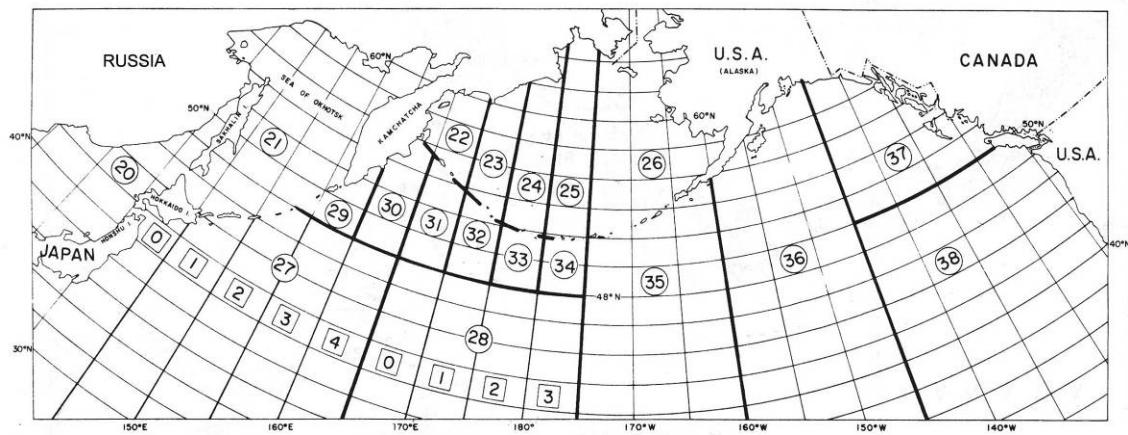 RUSSIA
U.S.A.
(ALASKA)
CANADA
60°N
SEA OF OKHOTSK
KAMCHATCHA
50°N
SAKHALIN I.
60°N
50°N
40°N
22
21
23
26
37
U.S.A.
20
24
25
HOKKAIDO I.
29
30
31
32
JAPAN
HONSHU I.
0
1
27
33
34
36
38
40°N
35
48°N
2
3
28
4
30°N
30°N
0
1
2
3
150°E
160°E
170°E
180°
170°W
160°W
150°W
140°W